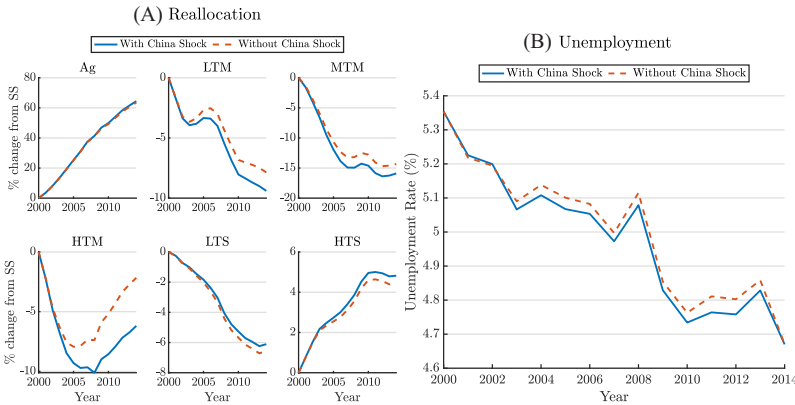 (A) Reallocation
With China Shock Without China Shock
Ag LTM MTM
% change from SS
80
60
40
20
0
2000 2005 2010
0
-5
-10
2000 2005 2010
0
-5
-10
-15
-20
2000 2005 2010
HTM LTS HTS
% change from SS
0
-5
-10
2000 2005 2010
Year
0
-2
-4
-6
-8
2000 2005 2010
Year
6
4
2
0
2000 2005 2010
Year
(B) Unemployment
With China Shock Without China Shock
Unemployment Rate (%)
5.4
5.3
5.2
5.1
5
4.9
4.8
4.7
4.6
2000 2002 2004 2006 2008 2010 2012 2014
Year